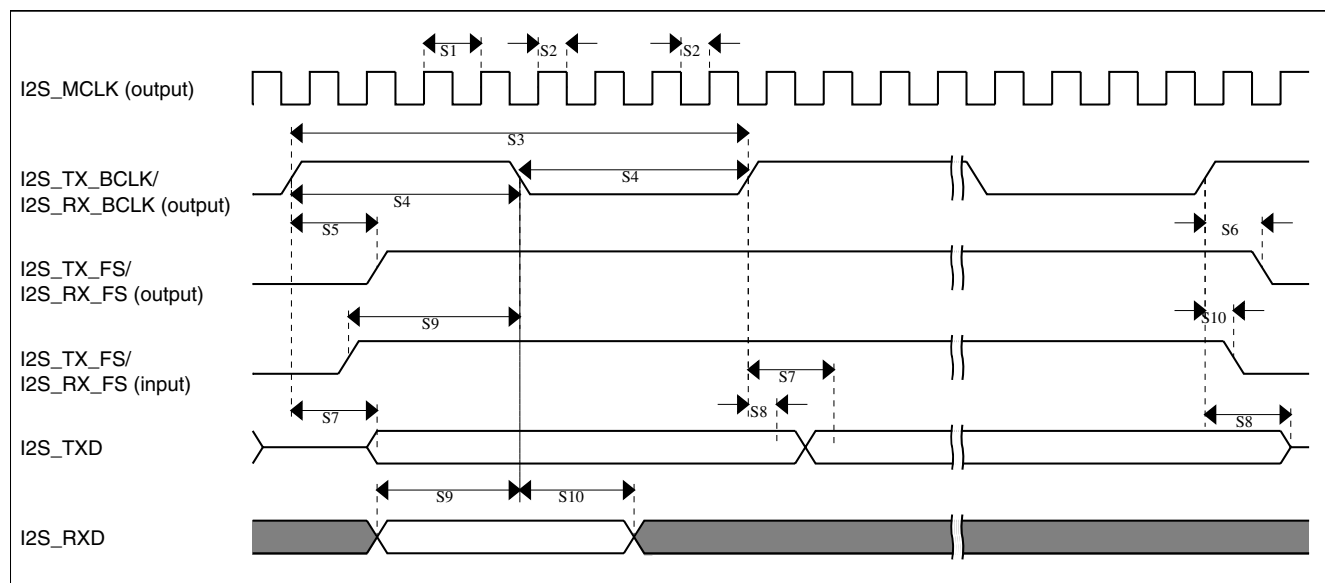 S1
S2
S2
I2S_MCLK (output)
S3
I2S_TX_BCLK/
I2S_RX_BCLK (output)
S4
S4
S5
S6
I2S_TX_FS/
I2S_RX_FS (output)
S9
S10
I2S_TX_FS/
I2S_RX_FS (input)
S7
S7
S8
S8
I2S_TXD
S9
S10
I2S_RXD